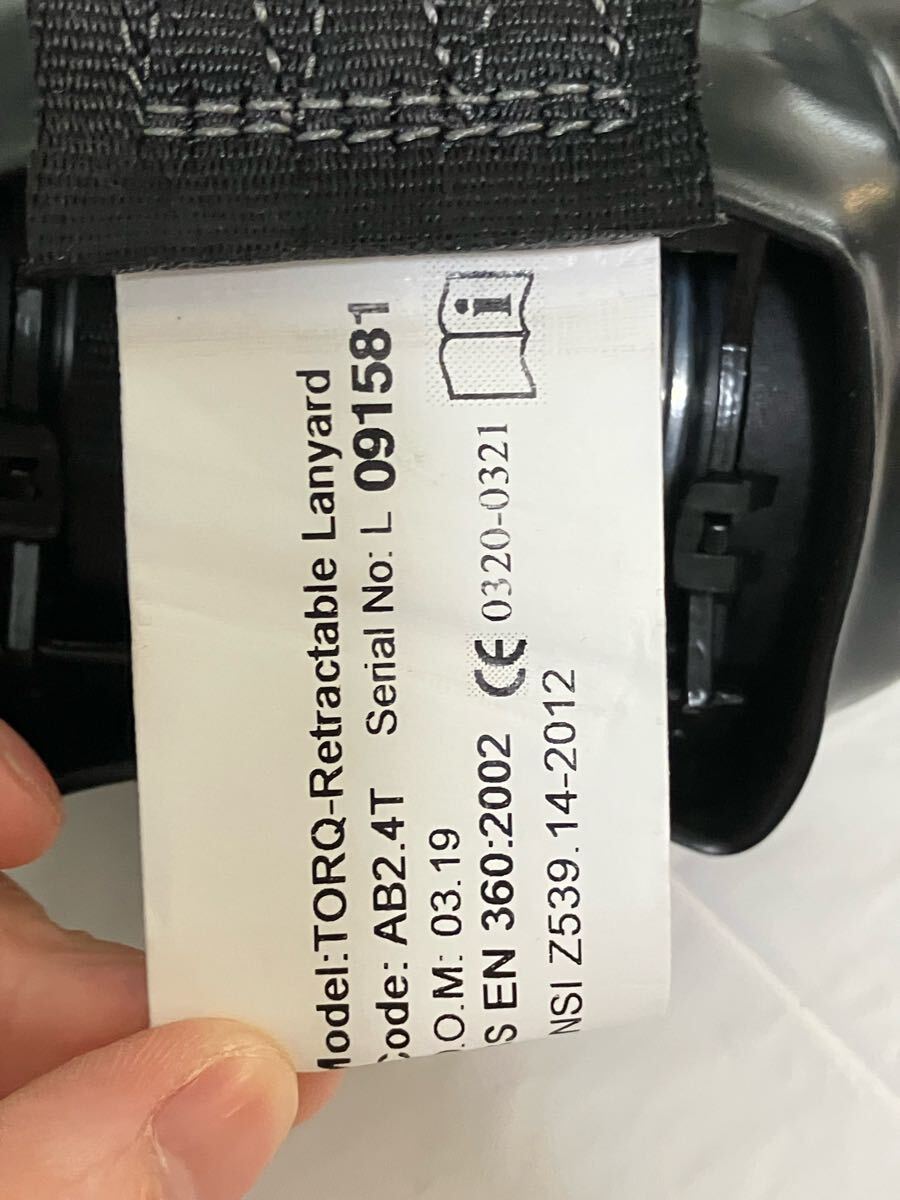 Model:TORQ-Retractable Lanyard
Code: AB2.4T Serial No: L 091581
.O.M: 03.19
S EN 360:2002 CE 0320-0321
NSI Z539.14-2012